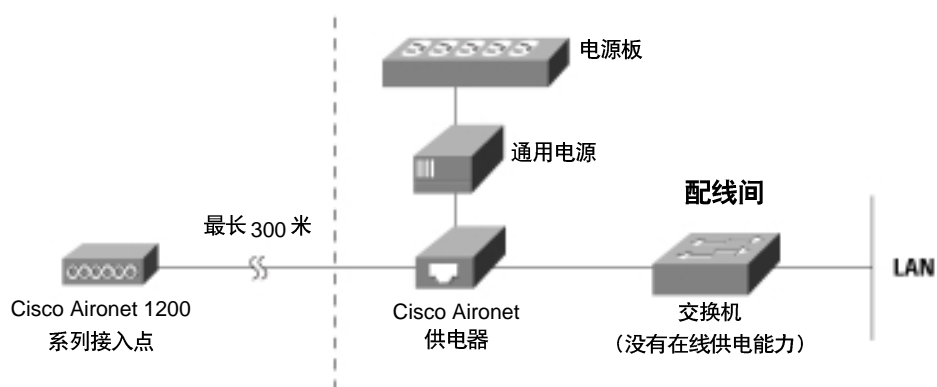 电源板
通用电源
配线间
最长 300 米
LAN
Cisco Aironet 1200
系列接入点
Cisco Aironet
供电器
交换机
（没有在线供电能力）